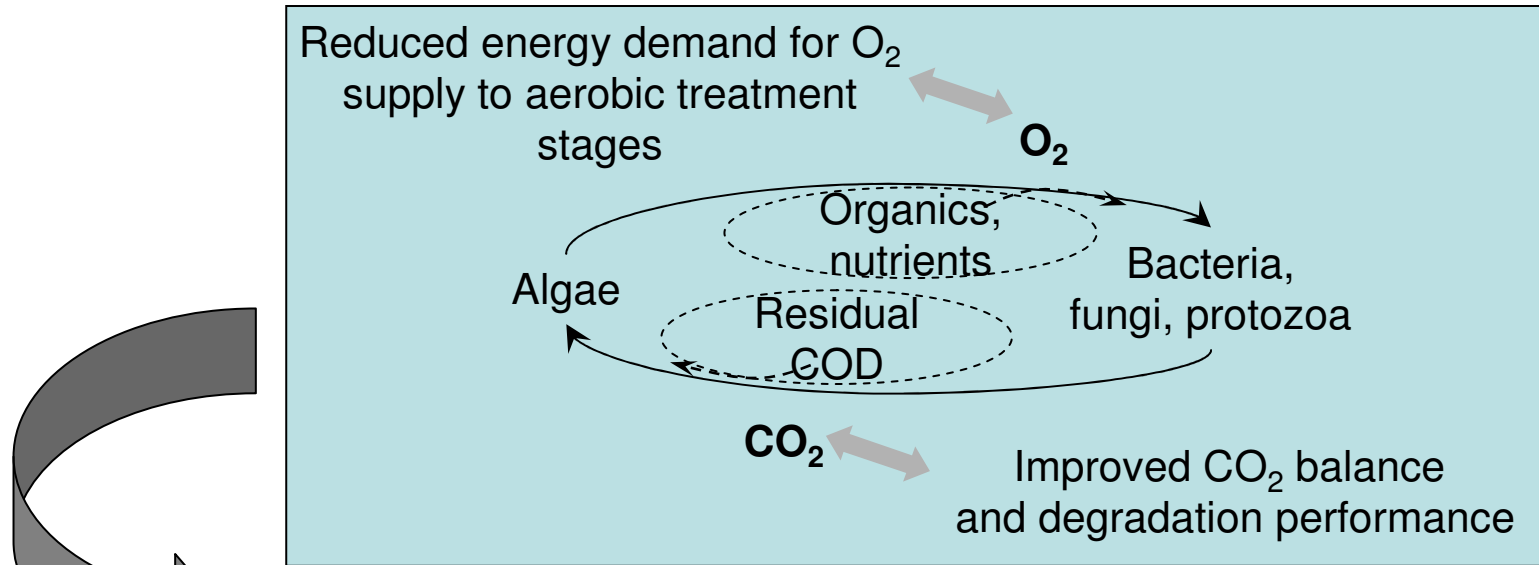 Reduced energy demand for O₂
supply to aerobic treatment
stages
O₂
Organics,
nutrients
Algae
Bacteria,
fungi, protozoa
Residual
COD
CO₂
Improved CO₂ balance
and degradation performance